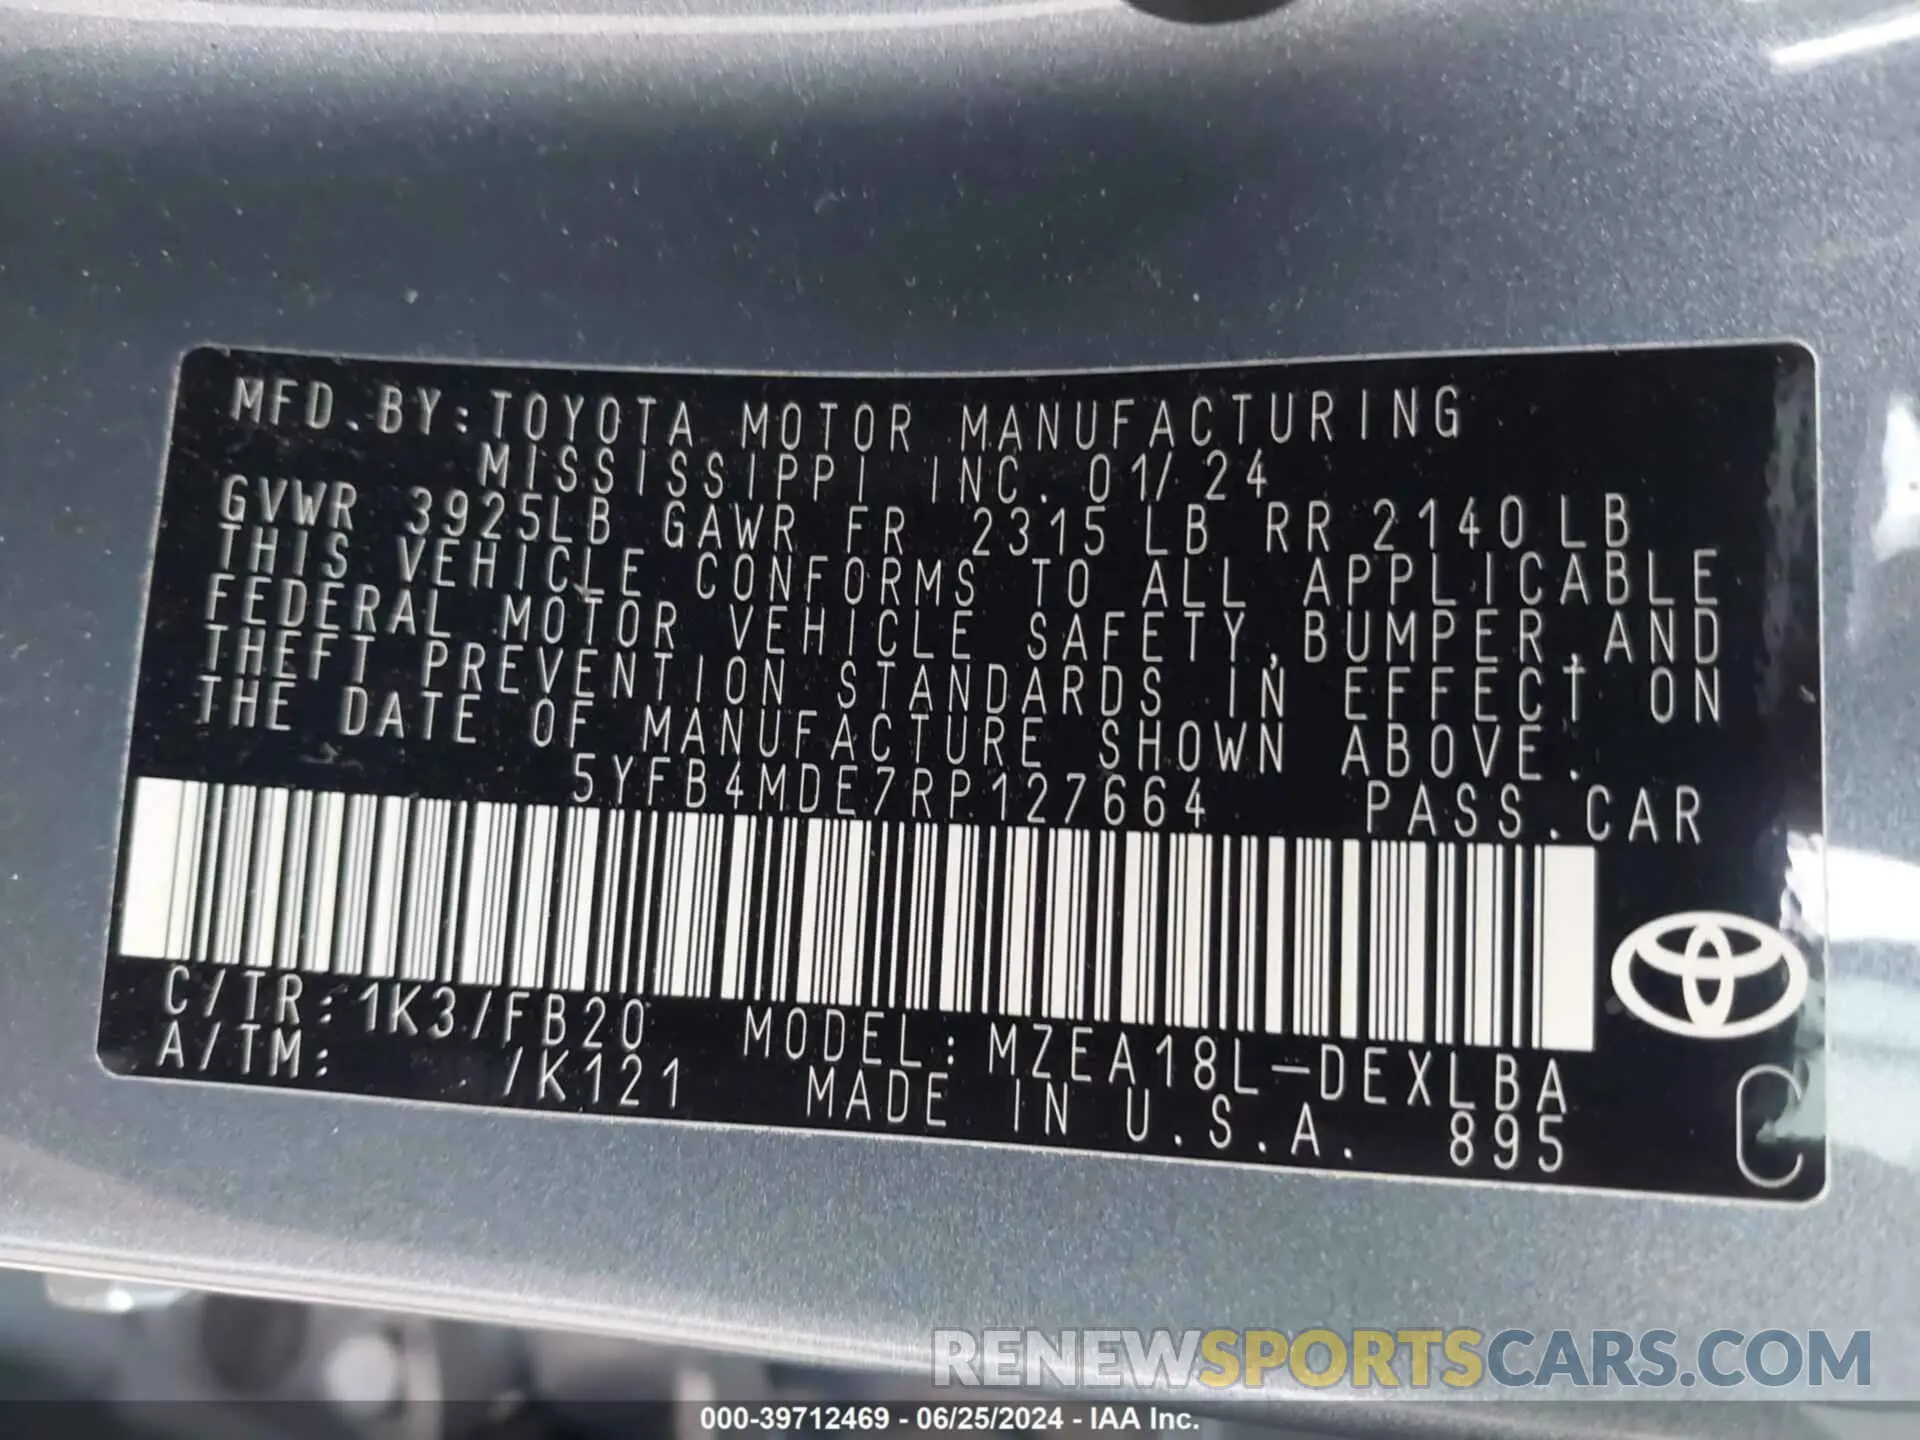 MFD.BY:TOYOTA MOTOR MANUFACTURING
MISSISSIPPI INC. 01/24
GVWR 3925LB GAWR FR 2315LB RR 2140LB
THIS VEHICLE CONFORMS TO ALL APPLICABLE
FEDERAL MOTOR VEHICLE SAFETY,BUMPER,AND
THEFT PREVENTION STANDARDS IN EFFECT ON
THE DATE OF MANUFACTURE SHOWN ABOVE.
5YFB4MDE7RP127664 PASS.CAR
C/TR:1K3/FB20 MODEL:MZEA18L-DEXLBA
A/TM: /K121 MADE IN U.S.A. 895
C
RENEWSPORTSCARS.COM
000-39712469 - 06/25/2024 - IAA Inc.